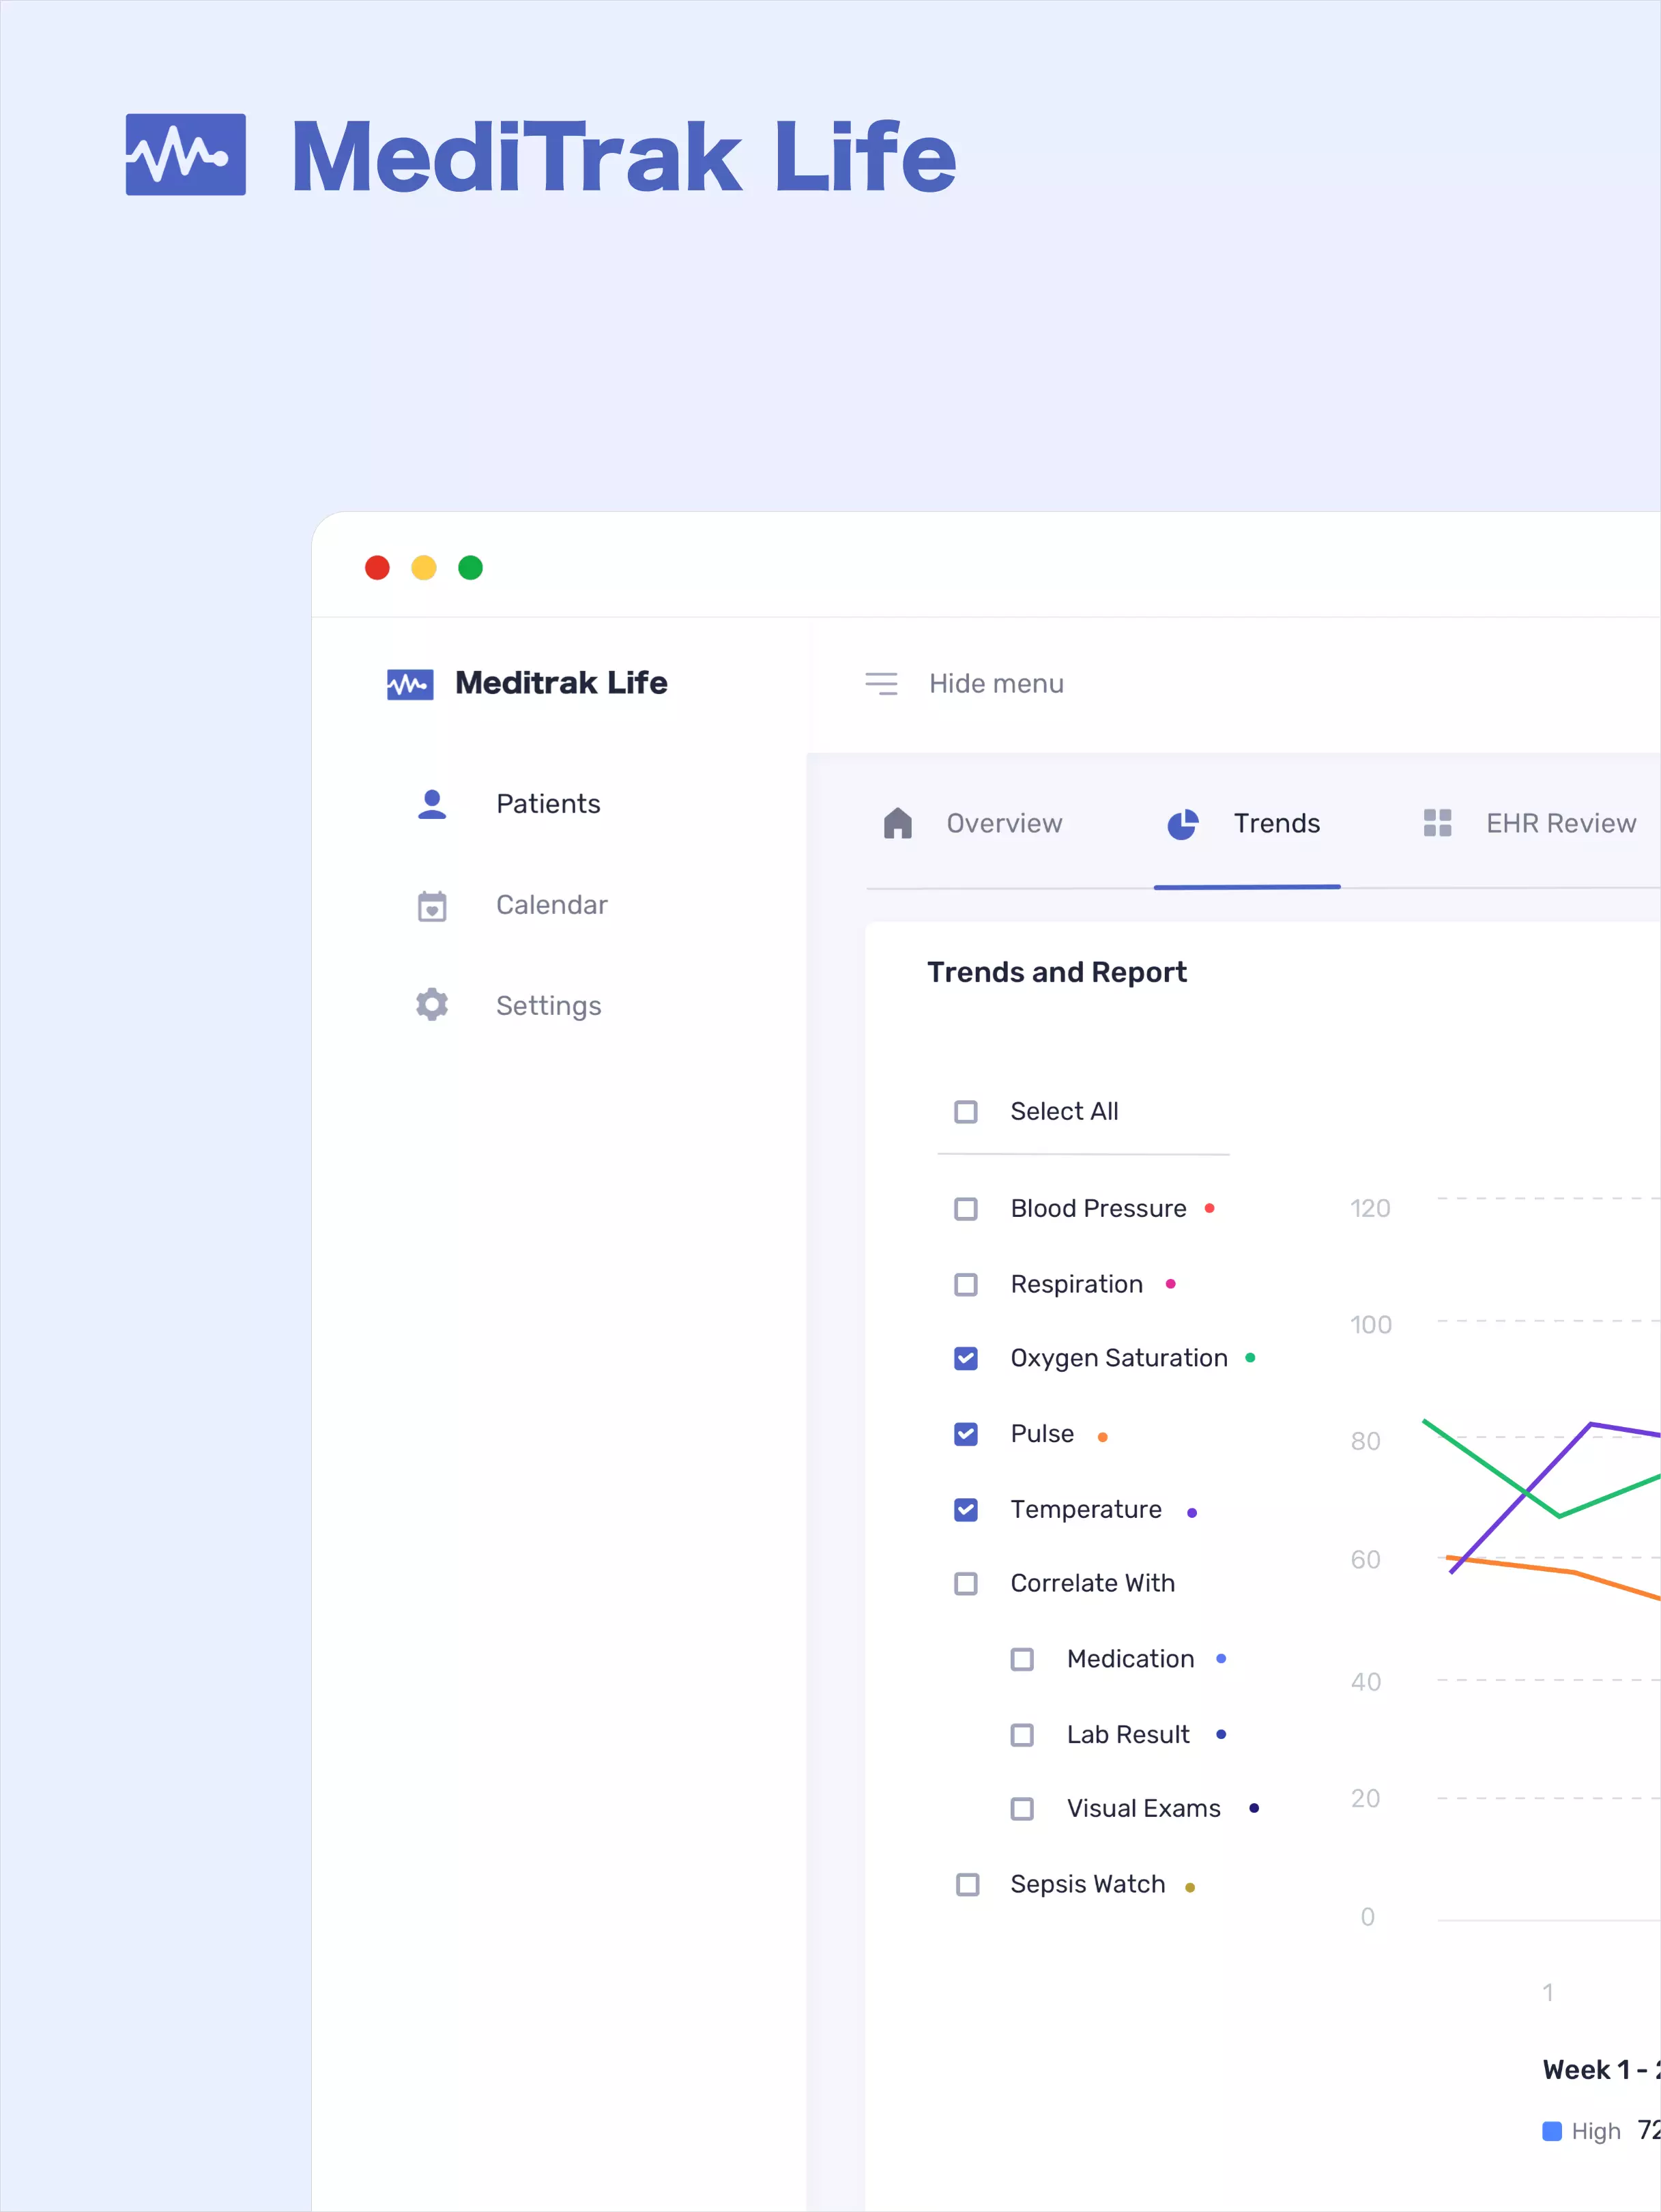 MediTrak Life
Meditrak Life
Hide menu
Patients
Calendar
Settings
Overview
Trends
EHR Review
Trends and Report
Select All
Blood Pressure
Respiration
Oxygen Saturation
Pulse
Temperature
Correlate With
Medication
Lab Result
Visual Exams
Sepsis Watch
120
100
80
60
40
20
0
1
Week 1 -
High 72